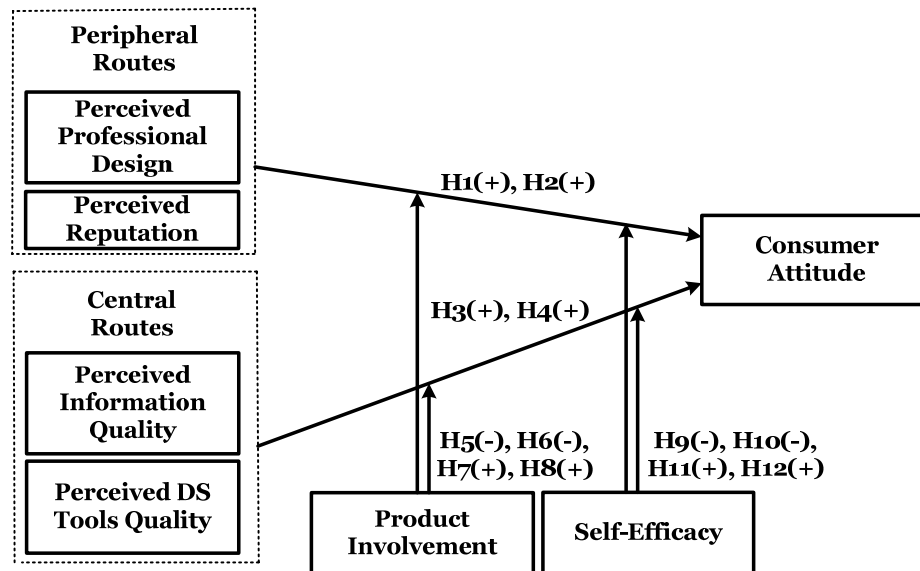 Peripheral
Routes
Perceived
Professional
Design
Perceived
Reputation
Central
Routes
Perceived
Information
Quality
Perceived DS
Tools Quality
H1(+), H2(+)
H3(+), H4(+)
H5(-), H6(-),
H7(+), H8(+)
H9(-), H10(-),
H11(+), H12(+)
Product
Involvement
Self-Efficacy
Consumer
Attitude